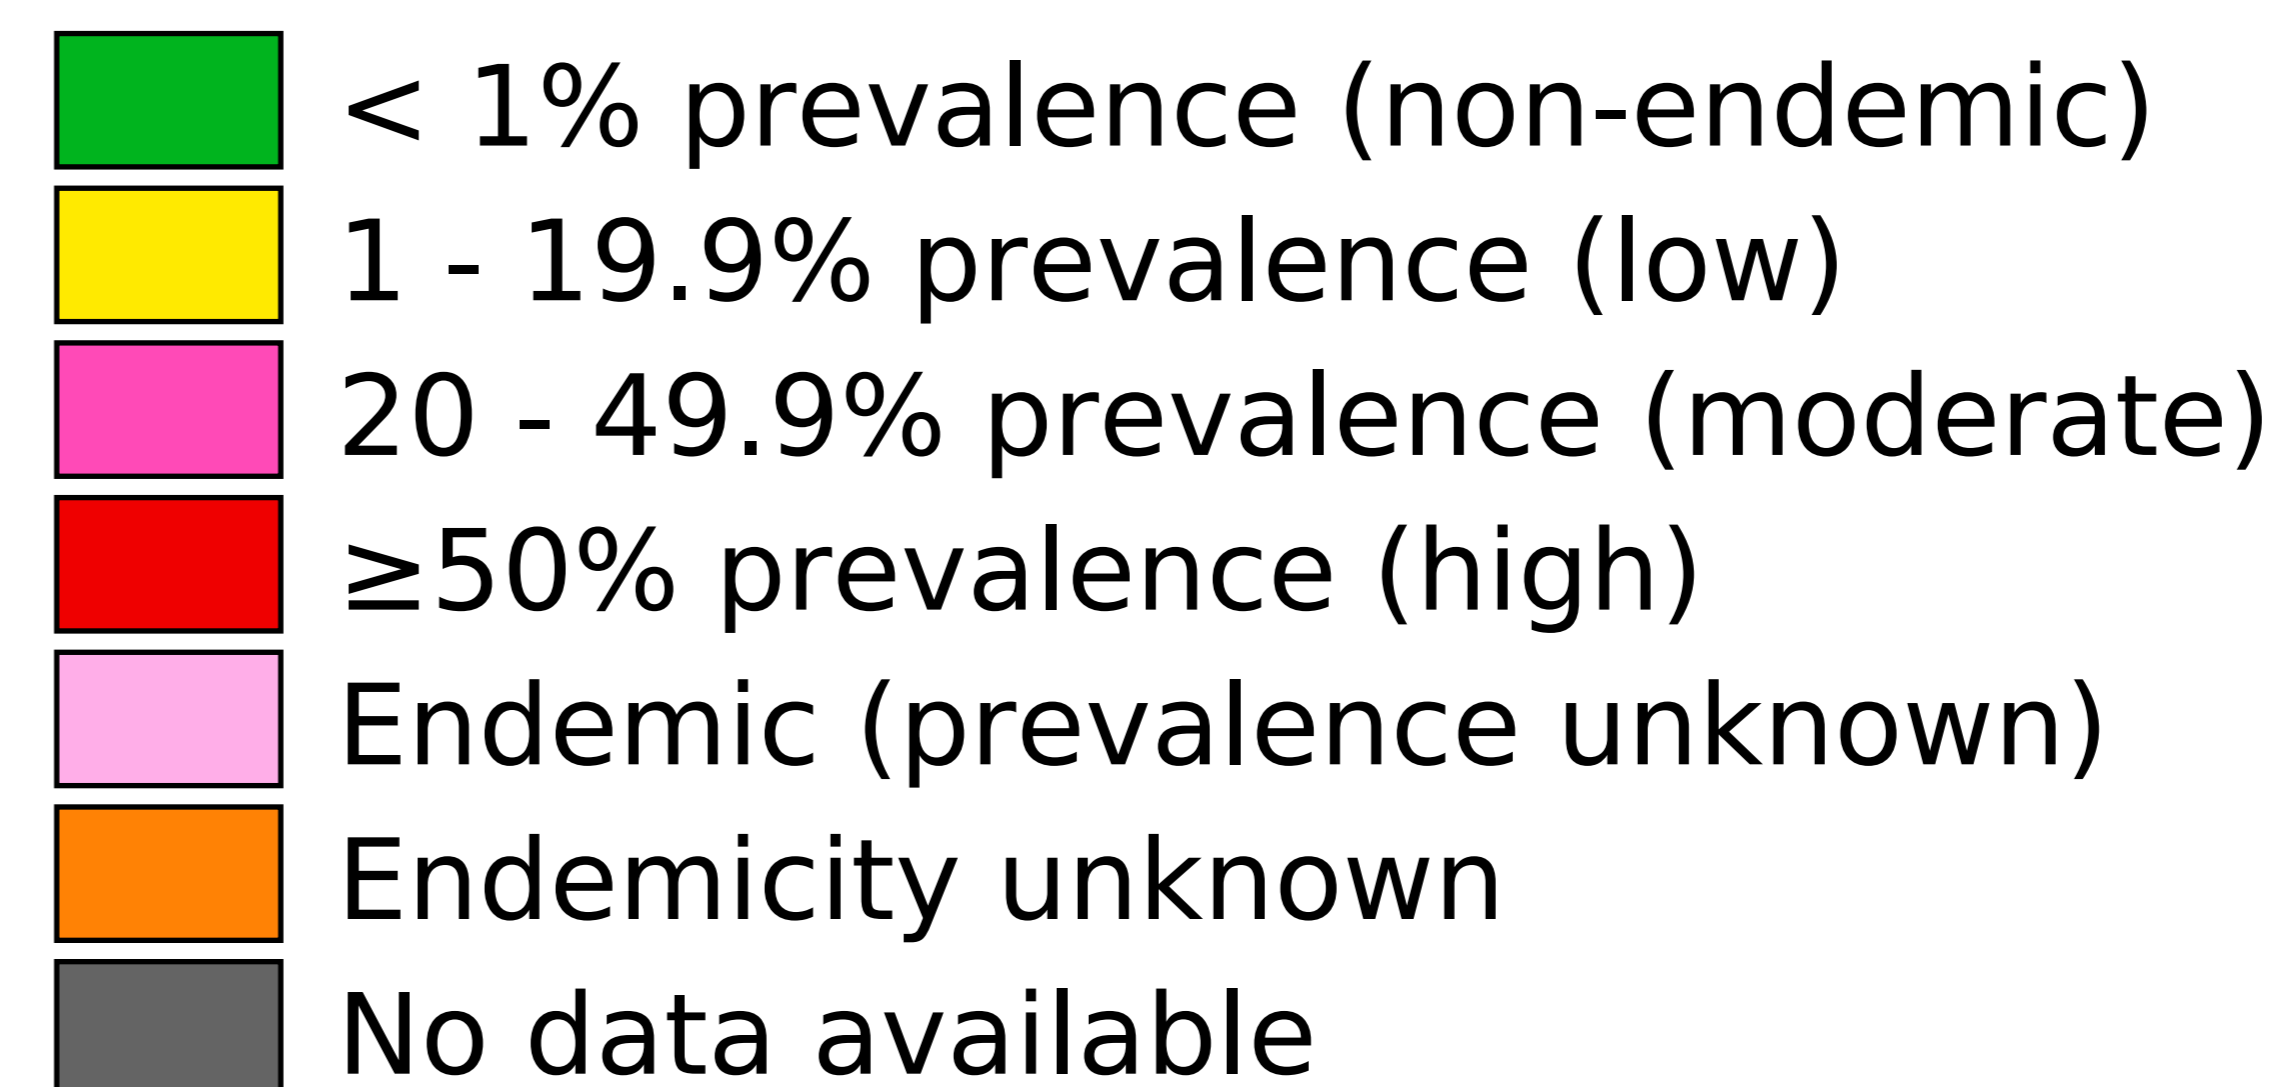 < 1% prevalence (non-endemic)
1 - 19.9% prevalence (low)
20 - 49.9% prevalence (moderate)
≥50% prevalence (high)
Endemic (prevalence unknown)
Endemicity unknown
No data available